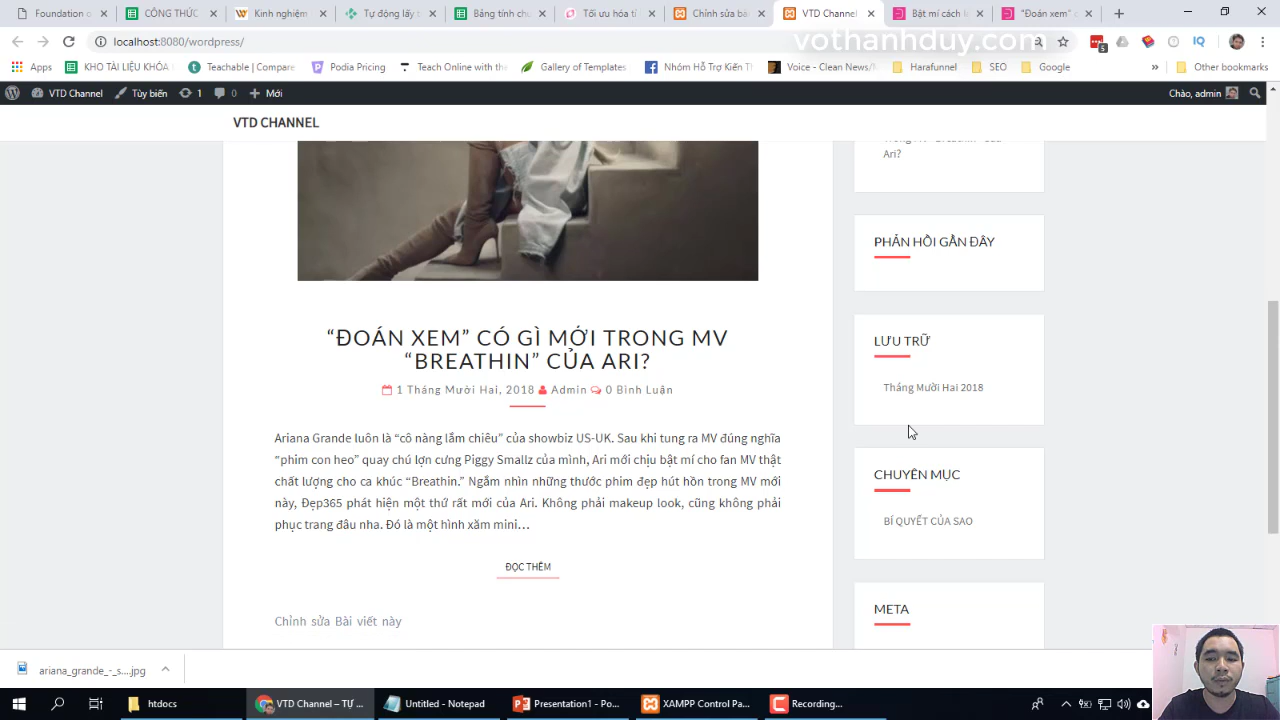 Foundation o
CÔNG THỨC
Kinh nghiệm
Tự động lấy t
Bảng tính chu
Tối ưu hóa tí
Chỉnh sửa bà
VTD Channel
Bật mí cách l
"Đoán xem" c
localhost:8080/wordpress/
vothanhduy.com
5
Apps
KHO TÀI LIỆU KHÓA
Teachable | Compare
Podia Pricing
Teach Online with the
Gallery of Templates
Nhóm Hỗ Trợ Kiến Th
Voice - Clean News/
Harafunnel
SEO
Google
Other bookmarks
VTD Channel
Tùy biến
1
0
Mới
Chào, admin
VTD CHANNEL
Ari?
PHẢN HỒI GẦN ĐÂY
"ĐOÁN XEM" CÓ GÌ MỚI TRONG MV
"BREATHIN" CỦA ARI?
1 Tháng Mười Hai, 2018 Admin 0 Bình Luận
LƯU TRỮ
Tháng Mười Hai 2018
Ariana Grande luôn là “cô nàng lắm chiêu” của showbiz US-UK. Sau khi tung ra MV đúng nghĩa
“phim con heo” quay chú lợn cưng Piggy Smallz của mình, Ari mới chịu bật mí cho fan MV thật
chất lượng cho ca khúc “Breathin.” Ngắm nhìn những thước phim đẹp hút hồn trong MV mới
này, Đẹp365 phát hiện một thứ rất mới của Ari. Không phải makeup look, cũng không phải
phục trang đâu nha. Đó là một hình xăm mini…
CHUYÊN MỤC
BÍ QUYẾT CỦA SAO
ĐỌC THÊM
META
Chỉnh sửa Bài viết này
ariana_grande_-_s....jpg
htdocs
VTD Channel – TỰ ...
Untitled - Notepad
Presentation1 - Po...
XAMPP Control Pa...
Recording...